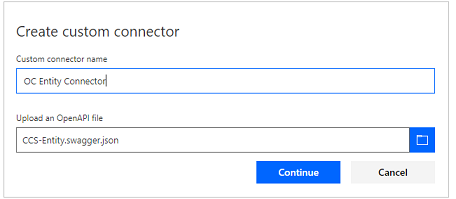 Create custom connector
Custom connector name
OC Entity Connector
Upload an OpenAPI file
CCS-Entity.swagger.json
Continue Cancel